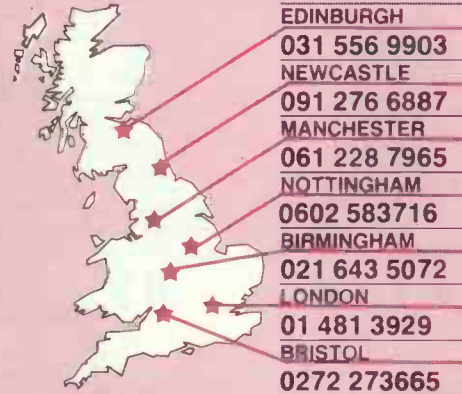 EDINBURGH
031 556 9903
NEWCASTLE
091 276 6887
MANCHESTER
061 228 7965
NOTTINGHAM
0602 583716
BIRMINGHAM
021 643 5072
LONDON
01 481 3929
BRISTOL
0272 273665